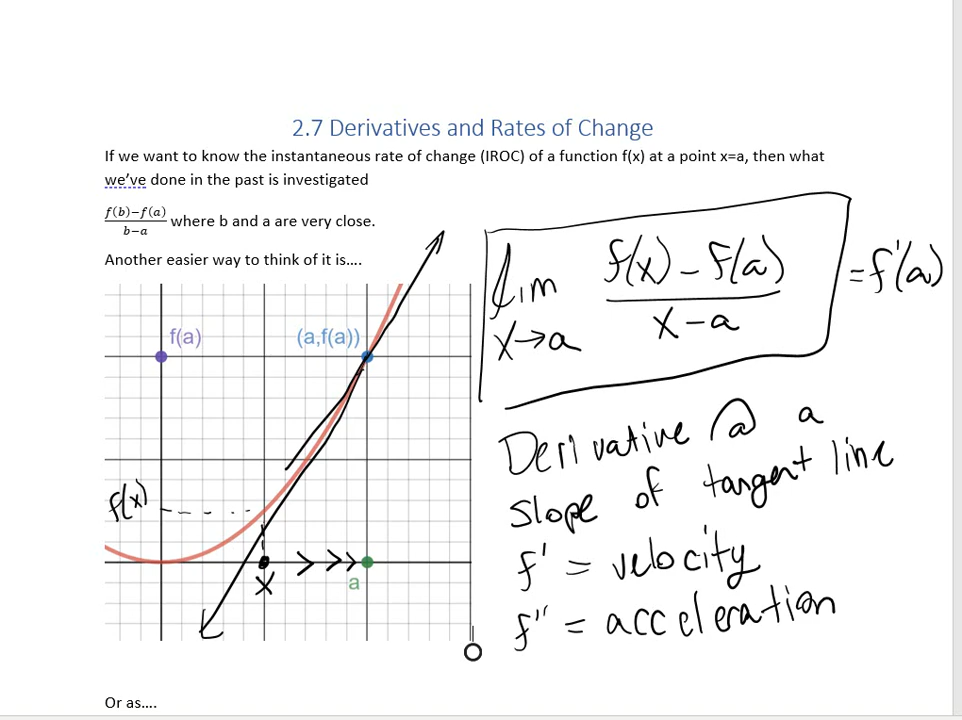 2.7 Derivatives and Rates of Change
If we want to know the instantaneous rate of change (IROC) of a function f(x) at a point x=a, then what
we've done in the past is investigated
f(b)−f(a)
b−a
where b and a are very close.
Another easier way to think of it is....
lim f(x) - f(a)
x→a x-a
= f'(a)
f(a)
(a,f(a))
f(x)
x
a
Derivative @ a
slope of tangent line
f' = velocity
f" = acceleration
Or as....